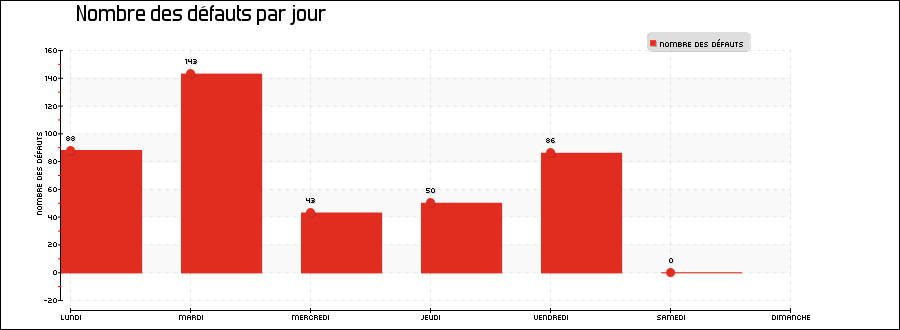 Nombre des défauts par jour
NOMBRE DES DÉFAUTS
160
140
120
100
80
60
40
20
0
-20
NOMBRE DES DÉFAUTS
88
143
43
50
86
0
LUNDI
MARDI
MERCREDI
JEUDI
VENDREDI
SAMEDI
DIMANCHE